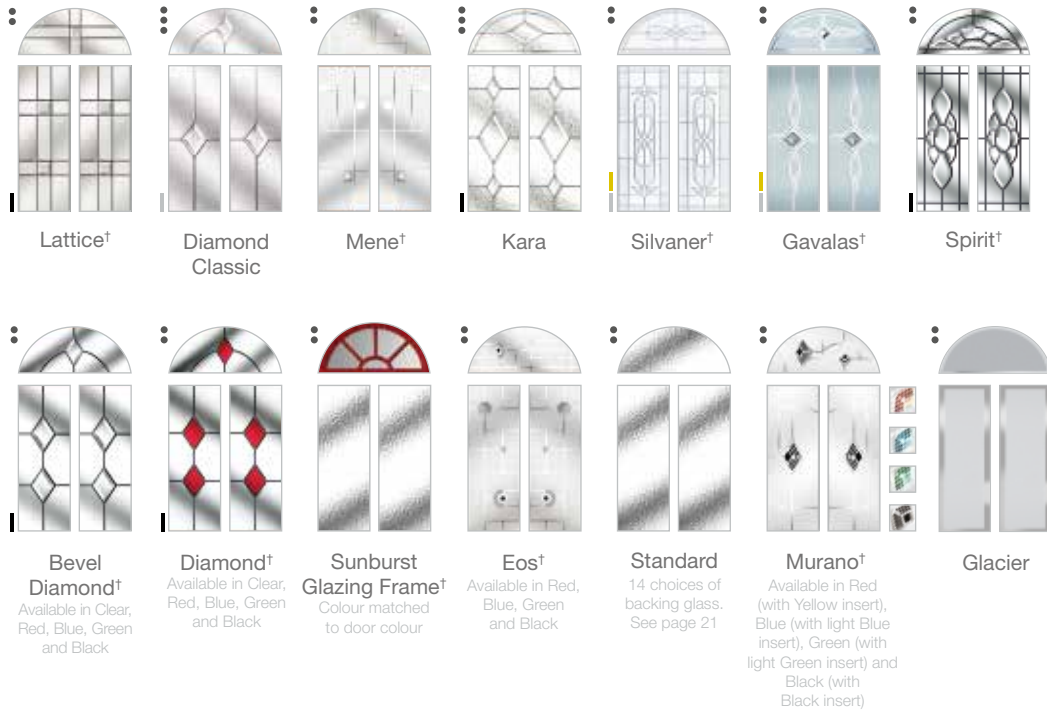 Lattice†
Diamond
Classic
Mene†
Kara
Silvaner†
Gavalas†
Spirit†
Bevel
Diamond†
Available in Clear,
Red, Blue, Green
and Black
Diamond†
Available in Clear,
Red, Blue, Green
and Black
Sunburst
Glazing Frame†
Colour matched
to door colour
Eos†
Available in Red,
Blue, Green
and Black
Standard
14 choices of
backing glass.
See page 21
Murano†
Available in Red
(with Yellow insert),
Blue (with light Blue
insert), Green (with
light Green insert) and
Black (with
Black insert)
Glacier